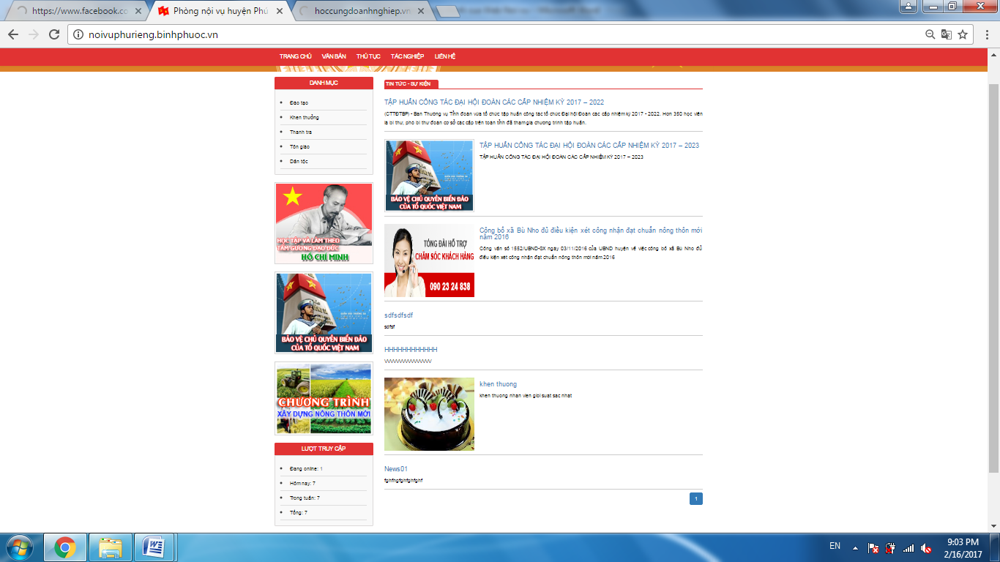 https://www.facebook.co
Phòng nội vụ huyện Phú
hoccungdoanhnghiep.vn
noivuphurieng.binhphuoc.vn
TRANG CHỦ VĂN BẢN THỦ TỤC TÁC NGHIỆP LIÊN HỆ
DANH MỤC
Đào tạo
Khen thưởng
Thanh tra
Tôn giáo
Dân tộc
HỌC TẬP VÀ LÀM THEO
TẤM GƯƠNG ĐẠO ĐỨC
HỒ CHÍ MINH
BẢO VỆ CHỦ QUYỀN BIỂN ĐẢO
CỦA TỔ QUỐC VIỆT NAM
CHƯƠNG TRÌNH
XÂY DỰNG NÔNG THÔN MỚI
LƯỢT TRUY CẬP
Đang online: 1
Hôm nay: 7
Trong tuần: 7
Tổng: 7
TIN TỨC - SỰ KIỆN
TẬP HUẤN CÔNG TÁC ĐẠI HỘI ĐOÀN CÁC CẤP NHIỆM KỲ 2017 – 2022
(CTTĐTBP) - Ban Thường vụ Tỉnh đoàn vừa tổ chức tập huấn công tác tổ chức Đại hội Đoàn các cấp nhiệm kỳ 2017 - 2022. Hơn 350 học viên
là bí thư, phó bí thư đoàn cơ sở các cấp trên toàn tỉnh đã tham gia chương trình tập huấn.
TẬP HUẤN CÔNG TÁC ĐẠI HỘI ĐOÀN CÁC CẤP NHIỆM KỲ 2017 – 2023
TẬP HUẤN CÔNG TÁC ĐẠI HỘI ĐOÀN CÁC CẤP NHIỆM KỲ 2017 – 2023
BẢO VỆ CHỦ QUYỀN BIỂN ĐẢO
CỦA TỔ QUỐC VIỆT NAM
TỔNG ĐÀI HỖ TRỢ
CHĂM SÓC KHÁCH HÀNG
090 23 24 838
Công bố xã Bù Nho đủ điều kiện xét công nhận đạt chuẩn nông thôn mới
năm 2016
Công văn số 1552/UBND-SX ngày 03/11/2016 của UBND huyện về việc công bố xã Bù Nho đủ
điều kiện xét công nhận đạt chuẩn nông thôn mới năm 2016
sdfsdfsdf
sdfsf
HHHHHHHHHHHH
khen thuong
khen thuong nhan vien gioi suat sac nhat
News01
fghfhgfghfghfghf
1
EN
9:03 PM
2/16/2017